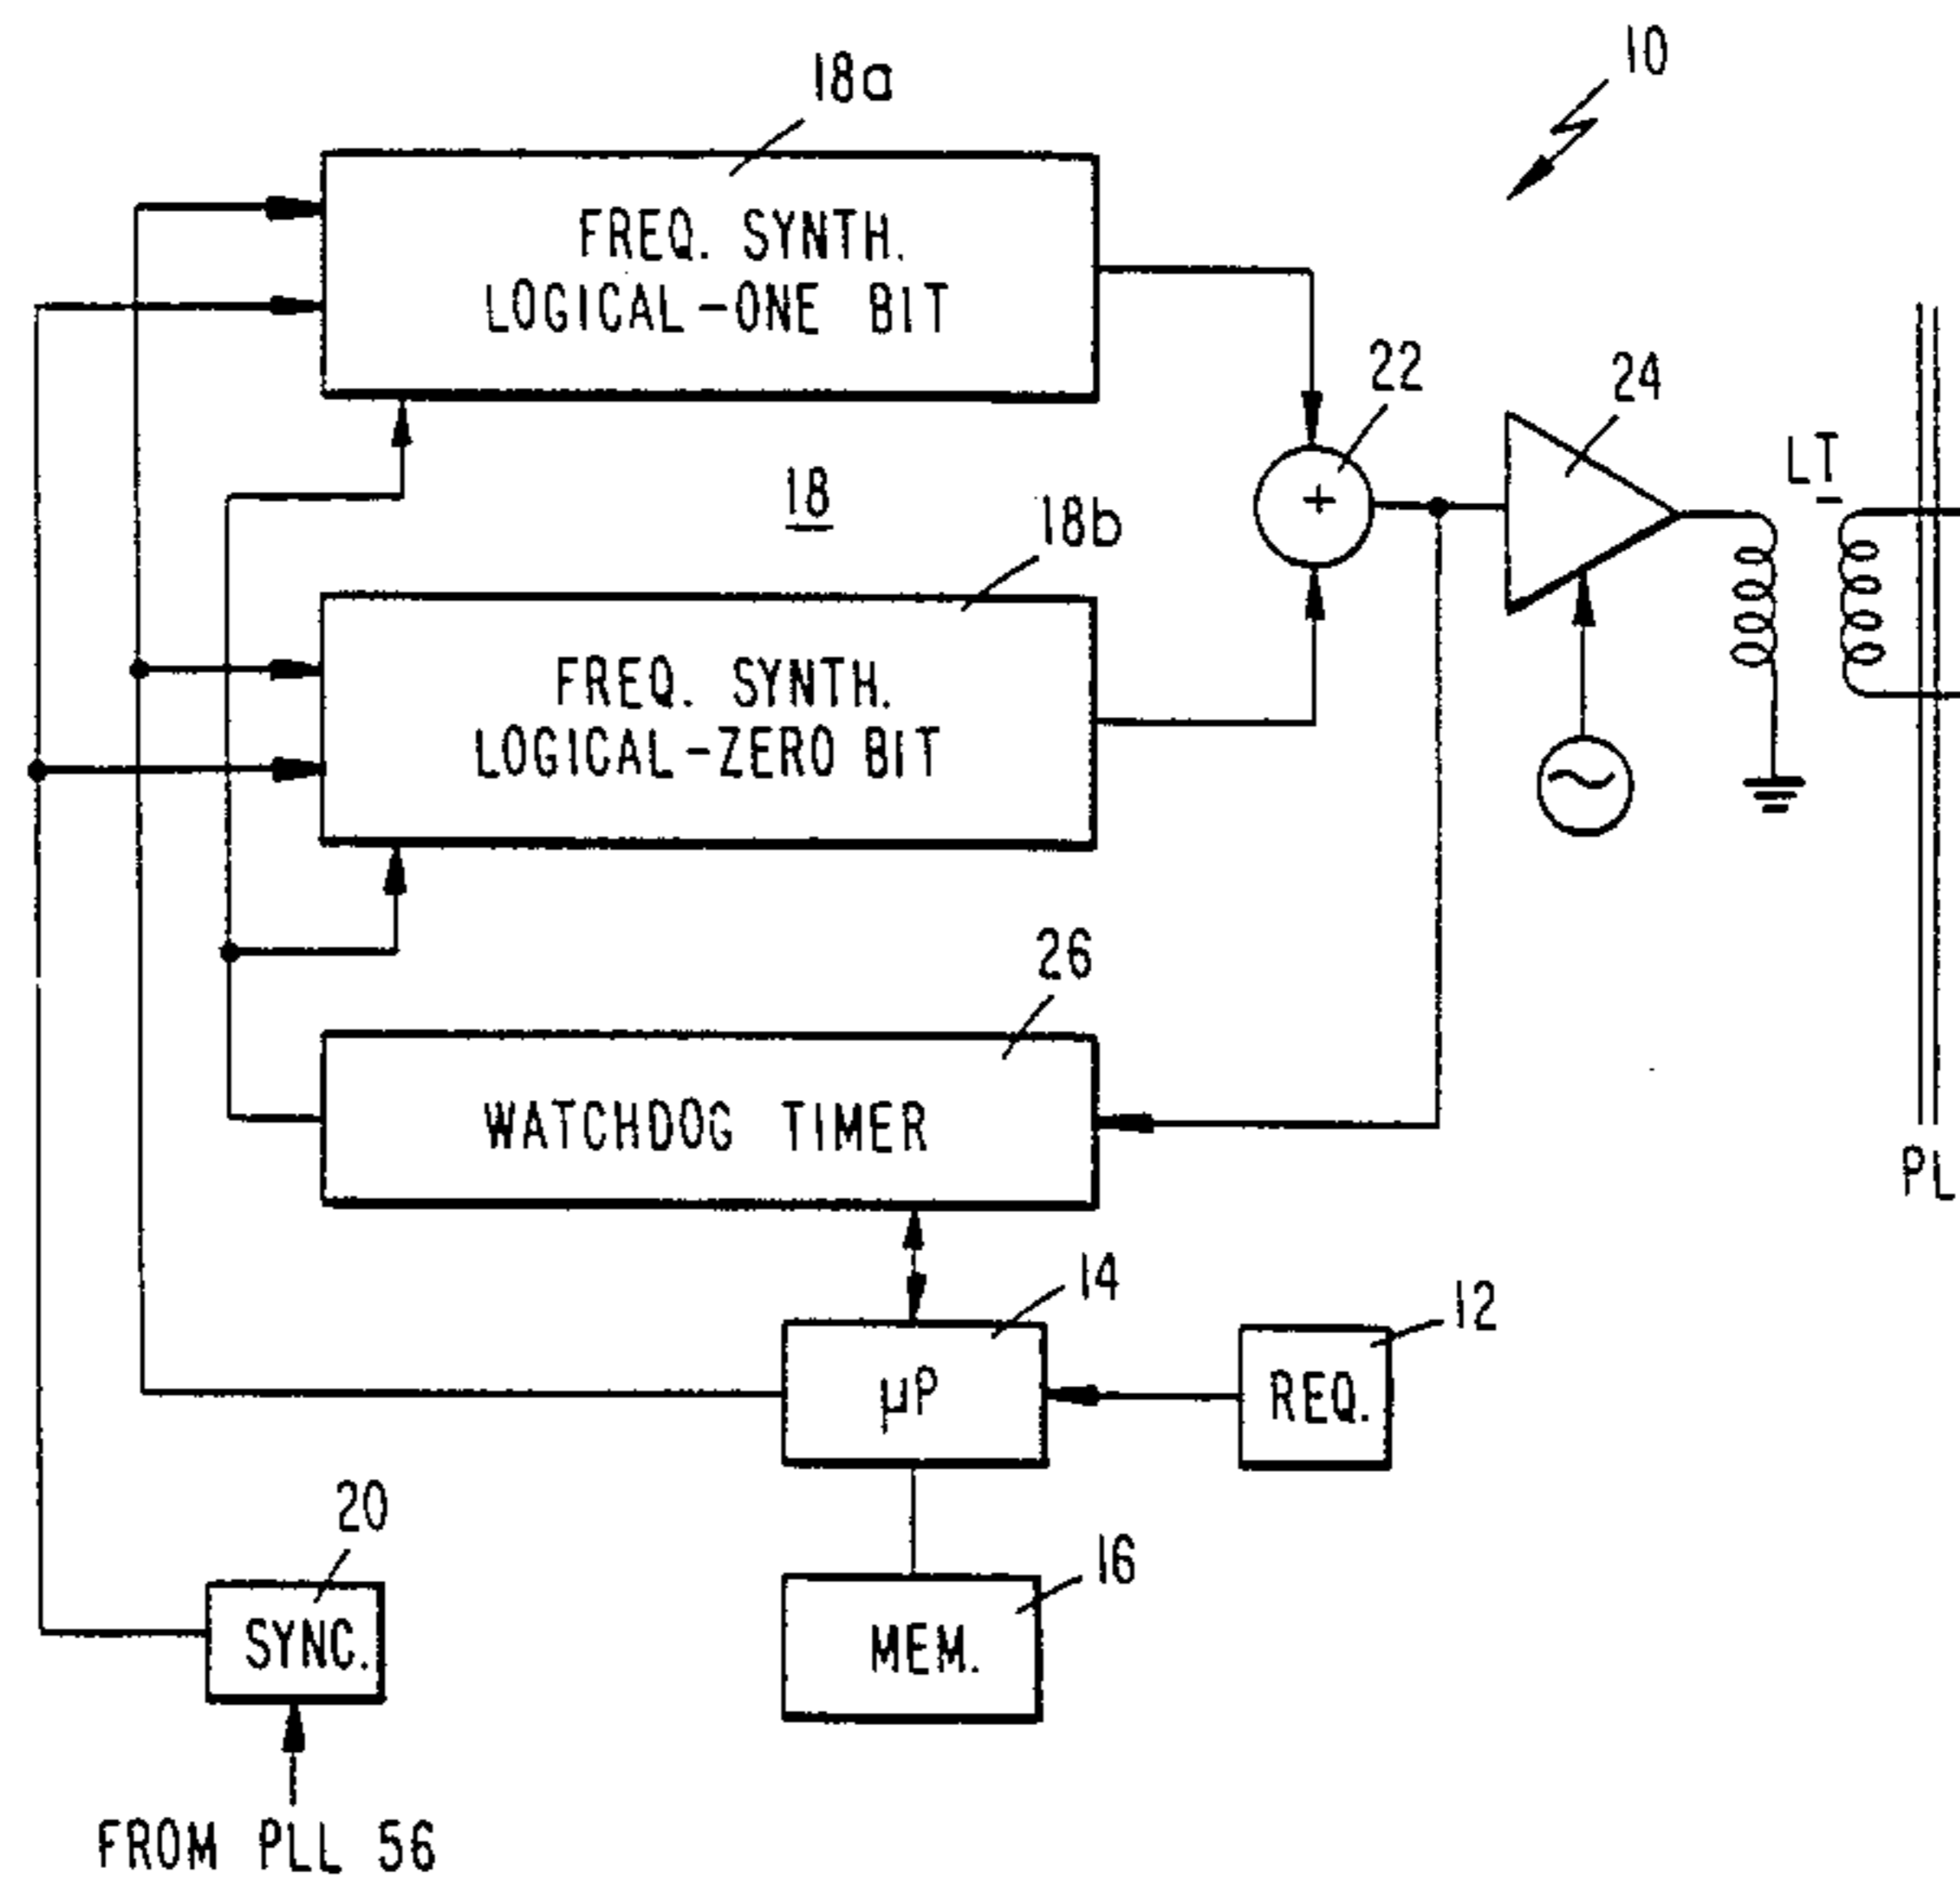 10
18a
FREQ. SYNTH.
LOGICAL-ONE BIT
22
24
LT
18
18b
+
FREQ. SYNTH.
LOGICAL-ZERO BIT
26
WATCHDOG TIMER
PL
14
12
µP
REQ.
20
16
SYNC.
MEM.
FROM PLL 56